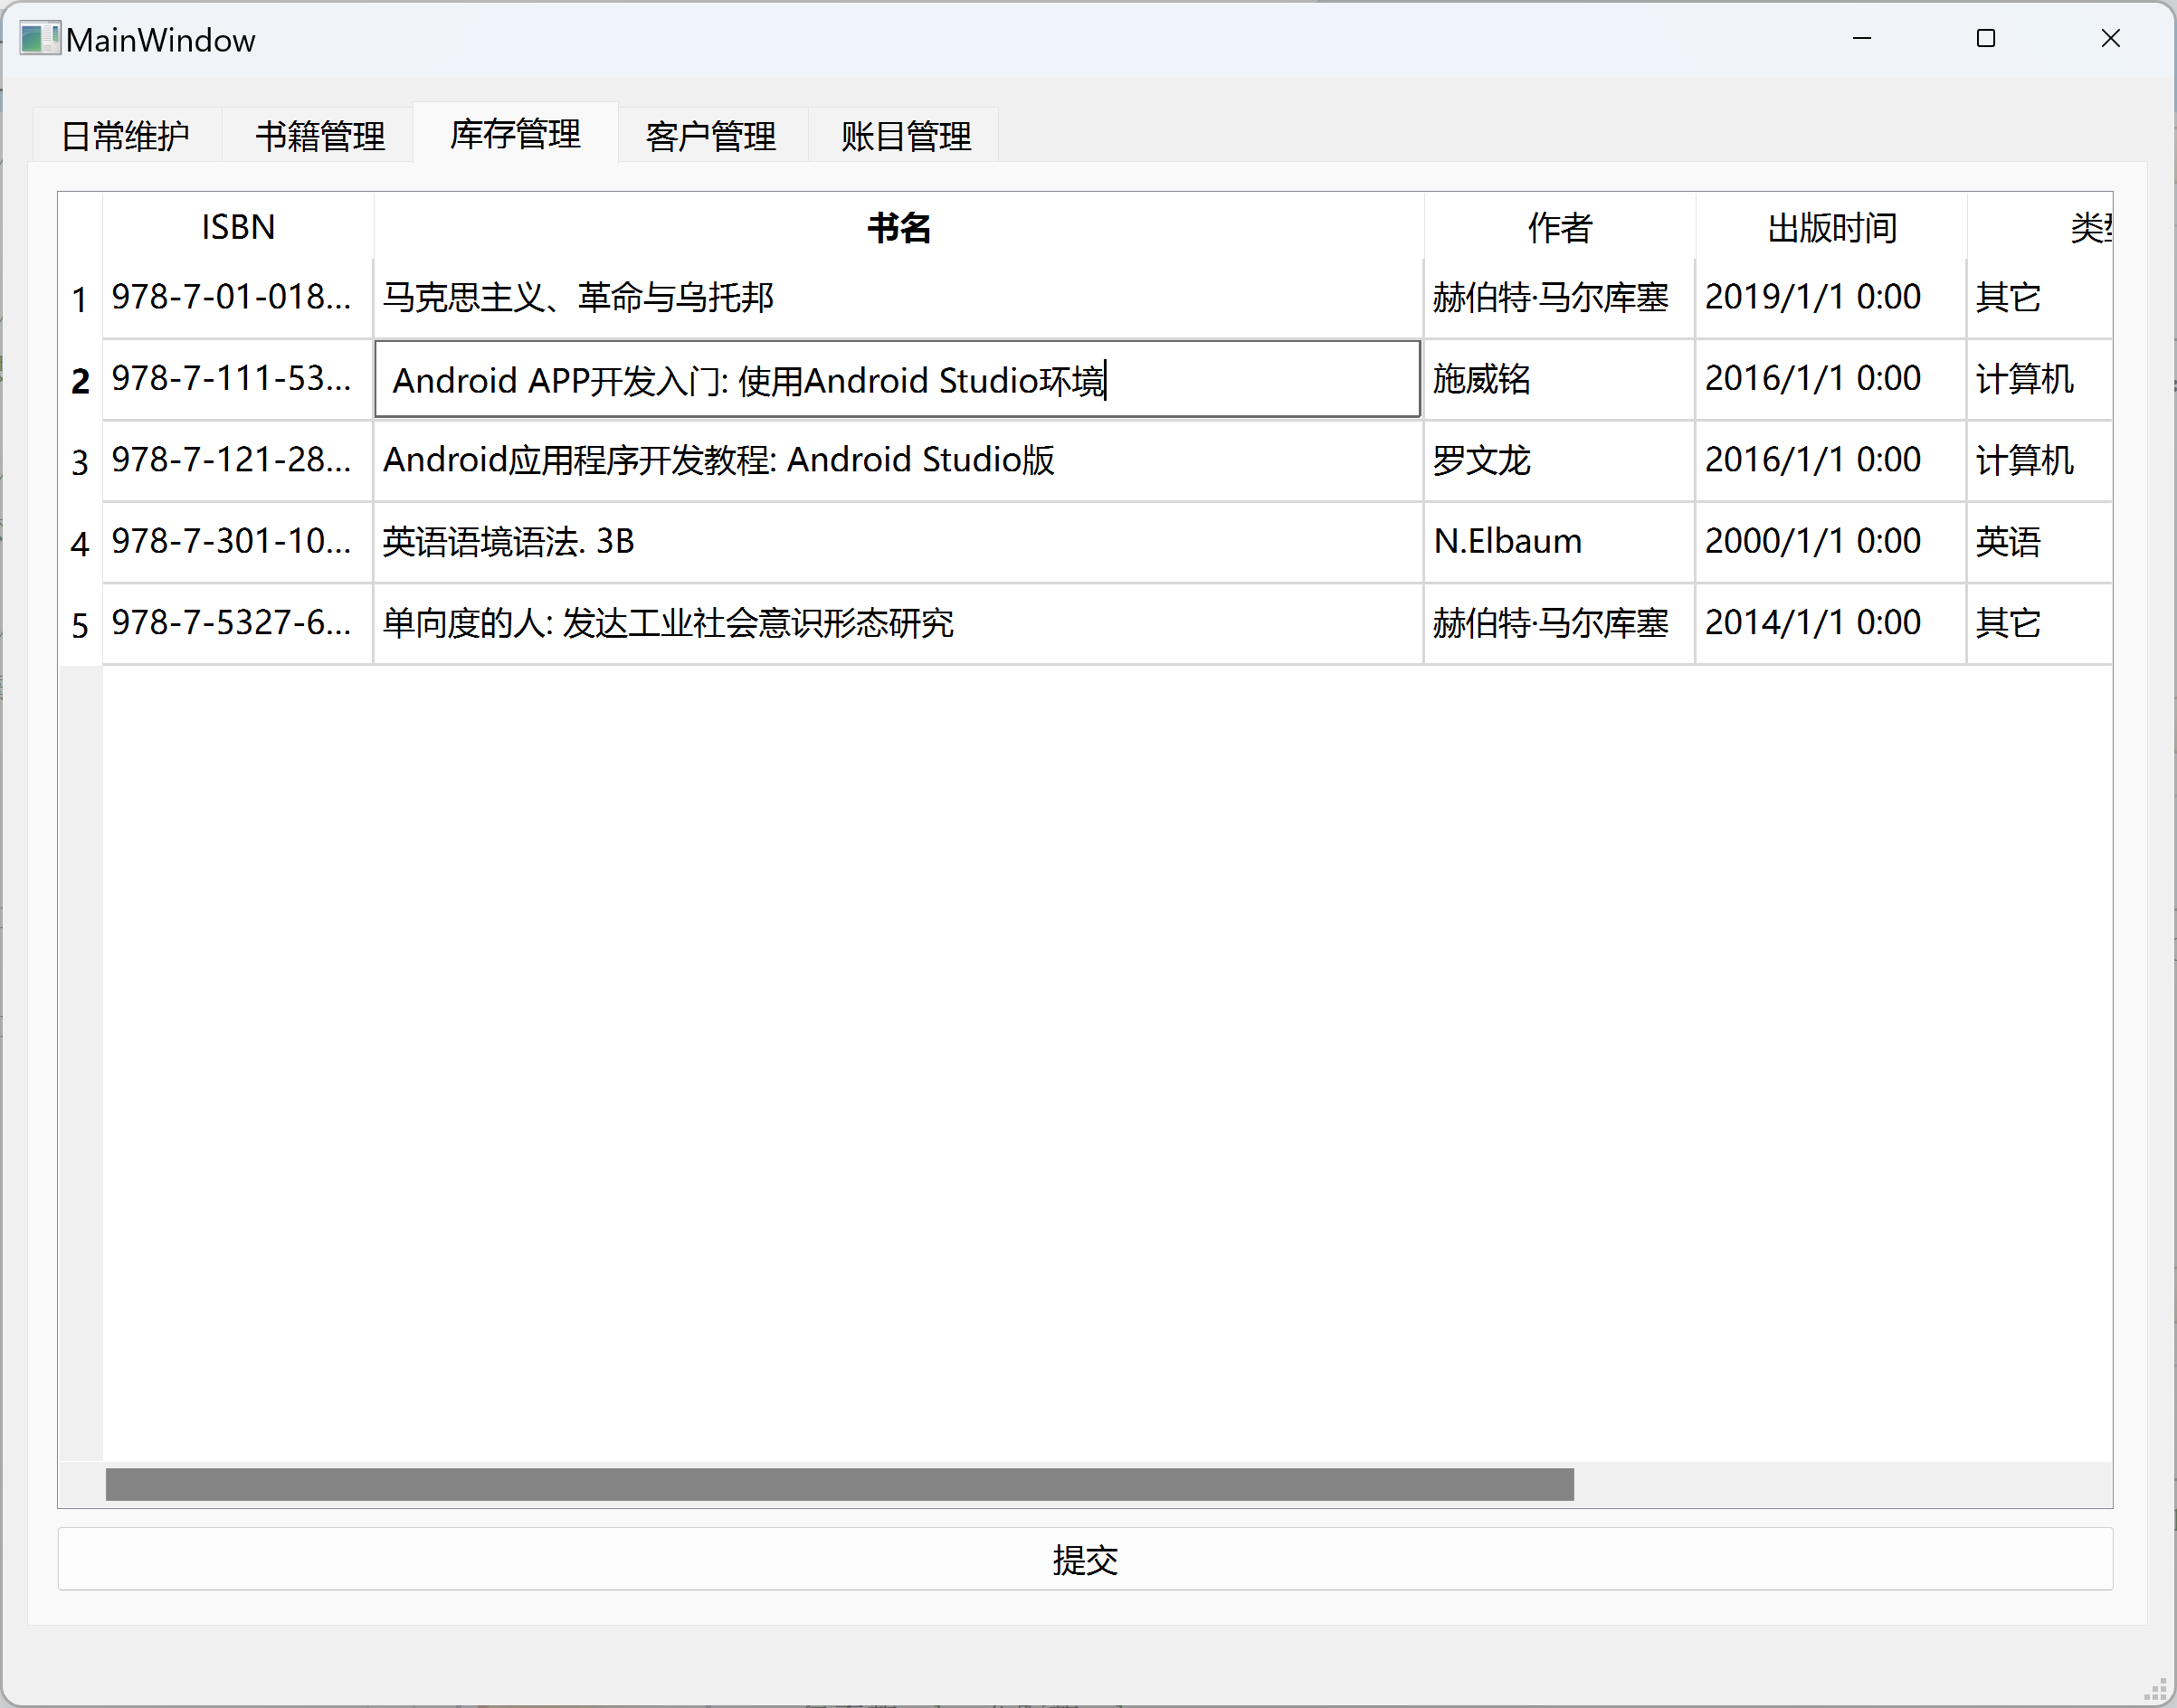 MainWindow
日常维护 书籍管理 库存管理 客户管理 账目管理
ISBN 书名 作者 出版时间 类
1 978-7-01-018... 马克思主义、革命与乌托邦 赫伯特·马尔库塞 2019/1/1 0:00 其它
2 978-7-111-53... Android APP开发入门: 使用Android Studio环境 施威铭 2016/1/1 0:00 计算机
3 978-7-121-28... Android应用程序开发教程: Android Studio版 罗文龙 2016/1/1 0:00 计算机
4 978-7-301-10... 英语语境语法. 3B N.Elbaum 2000/1/1 0:00 英语
5 978-7-5327-6... 单向度的人: 发达工业社会意识形态研究 赫伯特·马尔库塞 2014/1/1 0:00 其它
提交